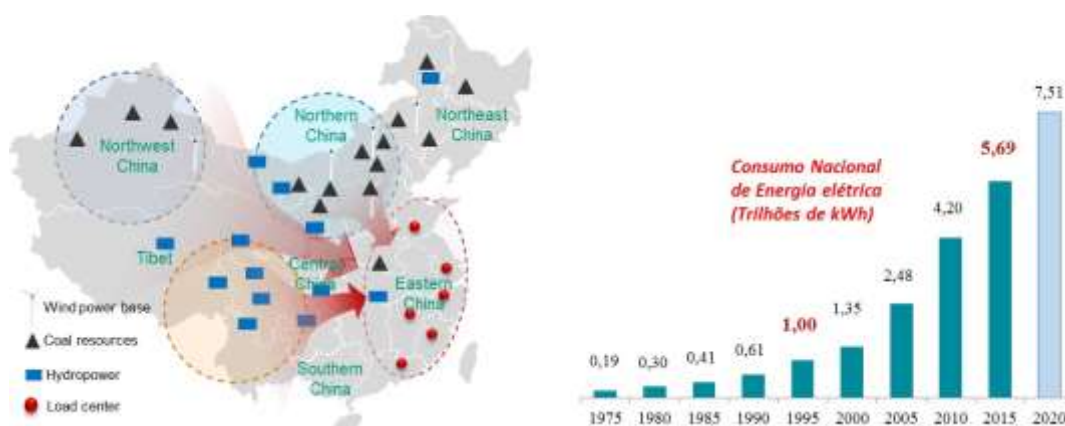 Northwest
China
Northern
China
Northeast
China
Tibet
Central
China
Eastern
China
Southern
China
Wind power base
Coal resources
Hydropower
Load center
Consumo Nacional
de Energia elétrica
(Trilhões de kWh)
0,19
0,30
0,41
0,61
1,00
1,35
2,48
4,20
5,69
7,51
1975 1980 1985 1990 1995 2000 2005 2010 2015 2020